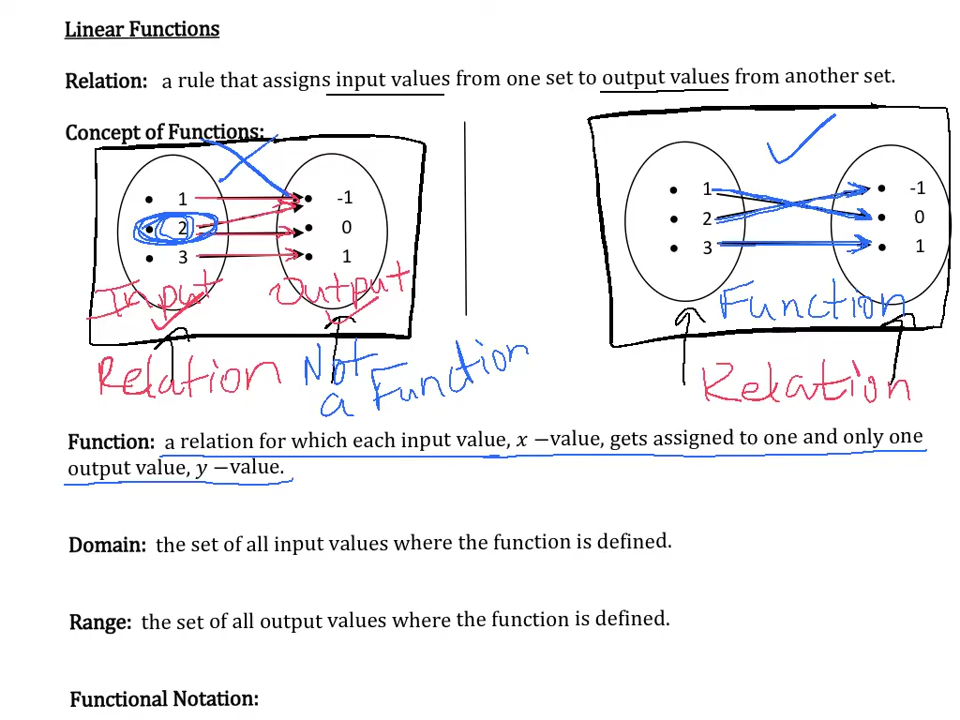 Linear Functions
Relation: a rule that assigns input values from one set to output values from another set.
Concept of Functions:
1 -1
2 0
3 1
Input Output
Relation
Not
a Function
1 -1
2 0
3 1
Function
Relation
Function: a relation for which each input value, x −value, gets assigned to one and only one
output value, y −value.
Domain: the set of all input values where the function is defined.
Range: the set of all output values where the function is defined.
Functional Notation: